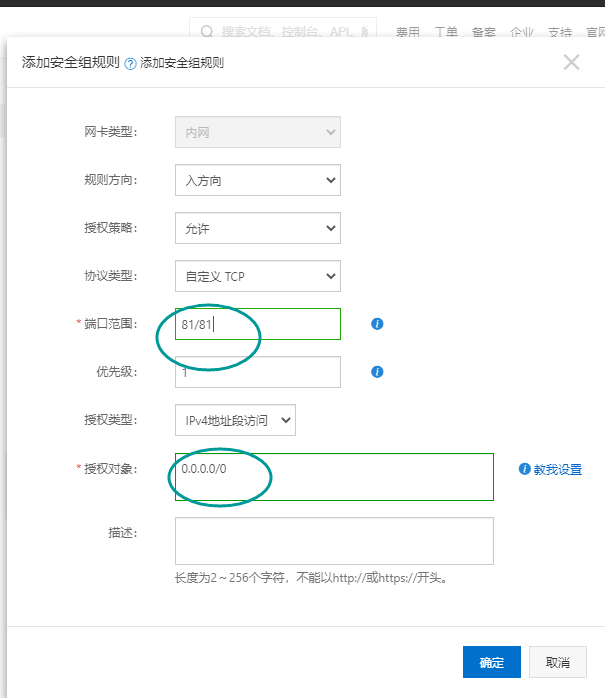 搜索文档、控制台、API、解
费用 工单 备案 企业 支持 官网
添加安全组规则 ? 添加安全组规则
网卡类型： 内网
规则方向： 入方向
授权策略： 允许
协议类型： 自定义 TCP
* 端口范围： 81/81
优先级： 1
授权类型： IPv4地址段访问
* 授权对象： 0.0.0.0/0 i 教我设置
描述：
长度为2～256个字符，不能以http://或https://开头。
确定 取消